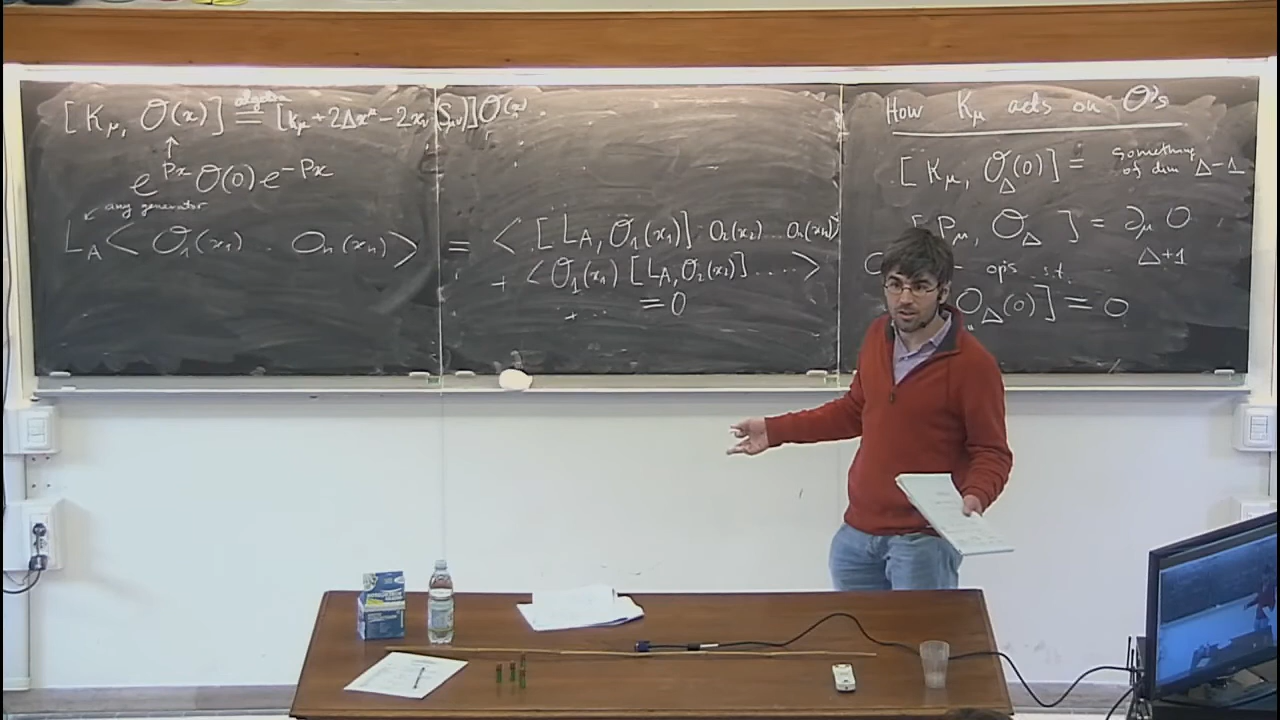 [K_μ, O(x)] \overset{algebra}{=} [k_μ + 2Δx^μ - 2x_ν (S_μν)] O(x)
↑
e^{Px} O(0) e^{-Px}
↙ any generator
L_A < O_1(x_1) .. O_n(x_n) > = < [L_A, O_1(x_1)] O_2(x_2) .. O_n(x_n) >
+ < O_1(x_1) [L_A, O_2(x_2)] .... >
+ ... = 0
How K_μ acts on O's
[K_μ, O_Δ(0)] = something of dim Δ-1
[P_μ, O_Δ] = ∂_μ O
Δ+1
ops s.t.
O_Δ(0)] = 0